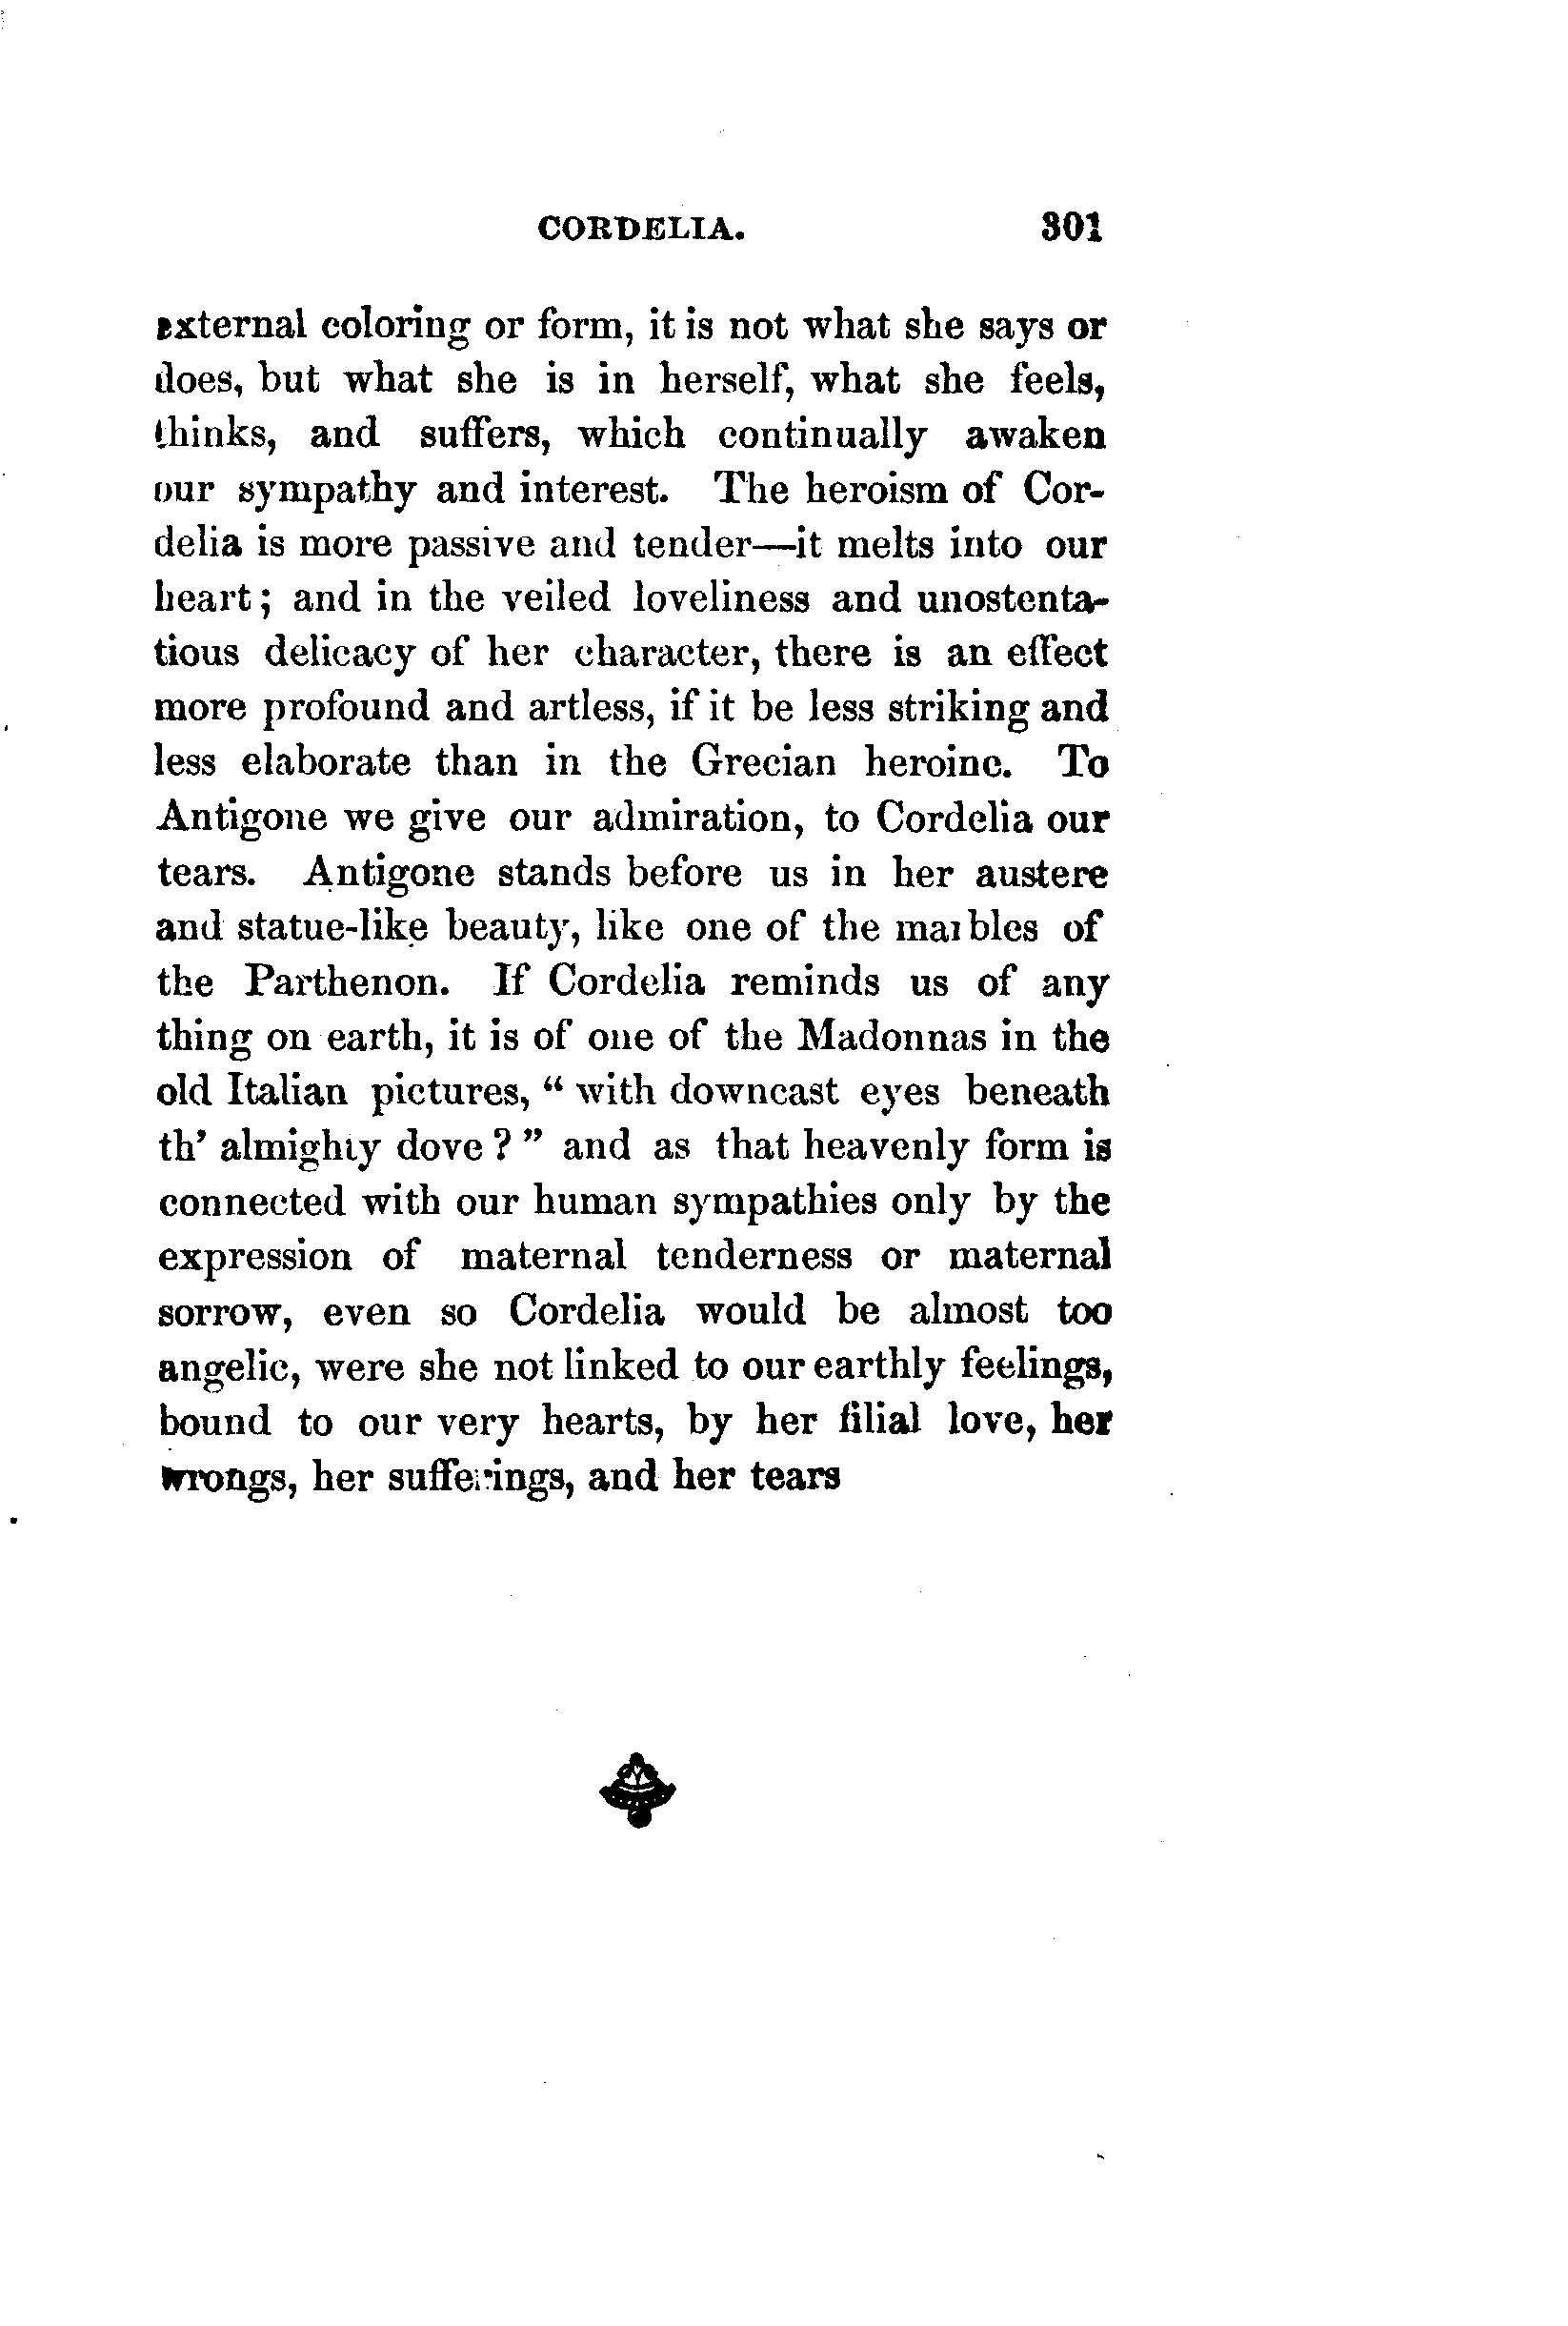 CORDELIA. 301
external coloring or form, it is not what she says or
does, but what she is in herself, what she feels,
thinks, and suffers, which continually awaken
our sympathy and interest. The heroism of Cor-
delia is more passive and tender—it melts into our
heart; and in the veiled loveliness and unostenta-
tious delicacy of her character, there is an effect
more profound and artless, if it be less striking and
less elaborate than in the Grecian heroine. To
Antigone we give our admiration, to Cordelia our
tears. Antigone stands before us in her austere
and statue-like beauty, like one of the marbles of
the Parthenon. If Cordelia reminds us of any
thing on earth, it is of one of the Madonnas in the
old Italian pictures, “ with downcast eyes beneath
th’ almighty dove ? ” and as that heavenly form is
connected with our human sympathies only by the
expression of maternal tenderness or maternal
sorrow, even so Cordelia would be almost too
angelic, were she not linked to our earthly feelings,
bound to our very hearts, by her filial love, her
wrongs, her sufferings, and her tears